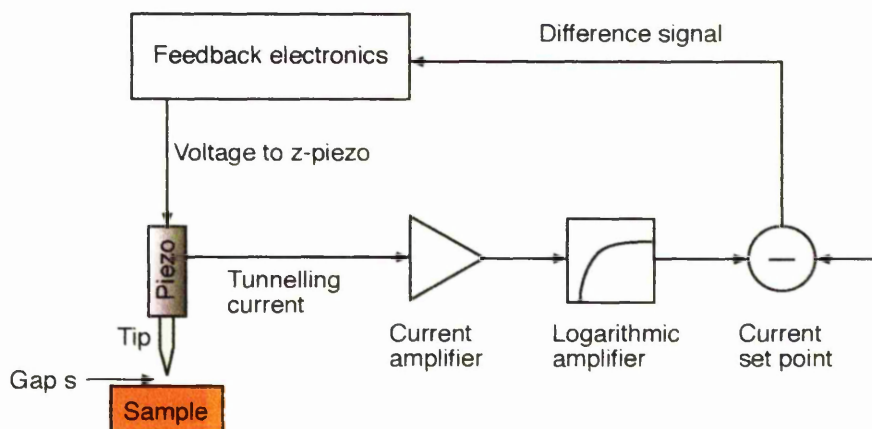 Difference signal
Feedback electronics
Voltage to z-piezo
Piezo
Tunnelling
current
Tip
Current
amplifier
Logarithmic
amplifier
Current
set point
Gap s
Sample